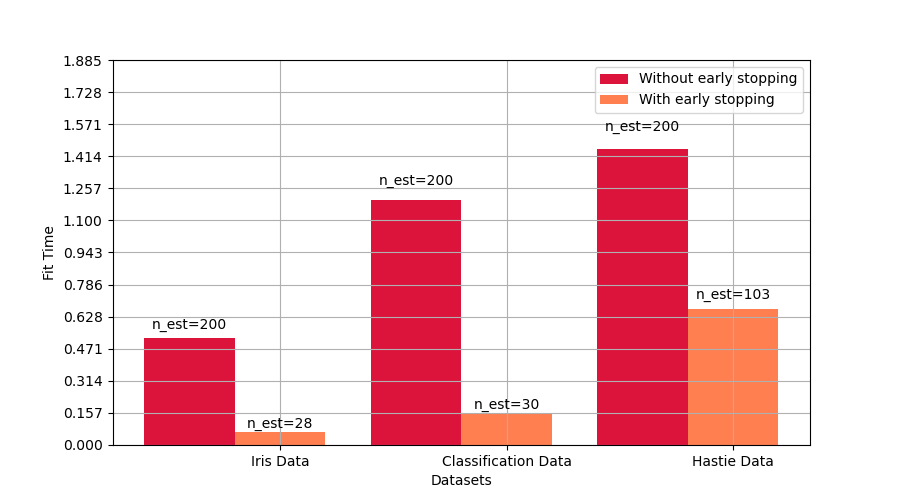 1.885
1.728
1.571
1.414
1.257
1.100
0.943
0.786
0.628
0.471
0.314
0.157
0.000
Fit Time
Without early stopping
With early stopping
n_est=200
n_est=200
n_est=103
n_est=200
n_est=30
n_est=28
Iris Data
Classification Data
Hastie Data
Datasets